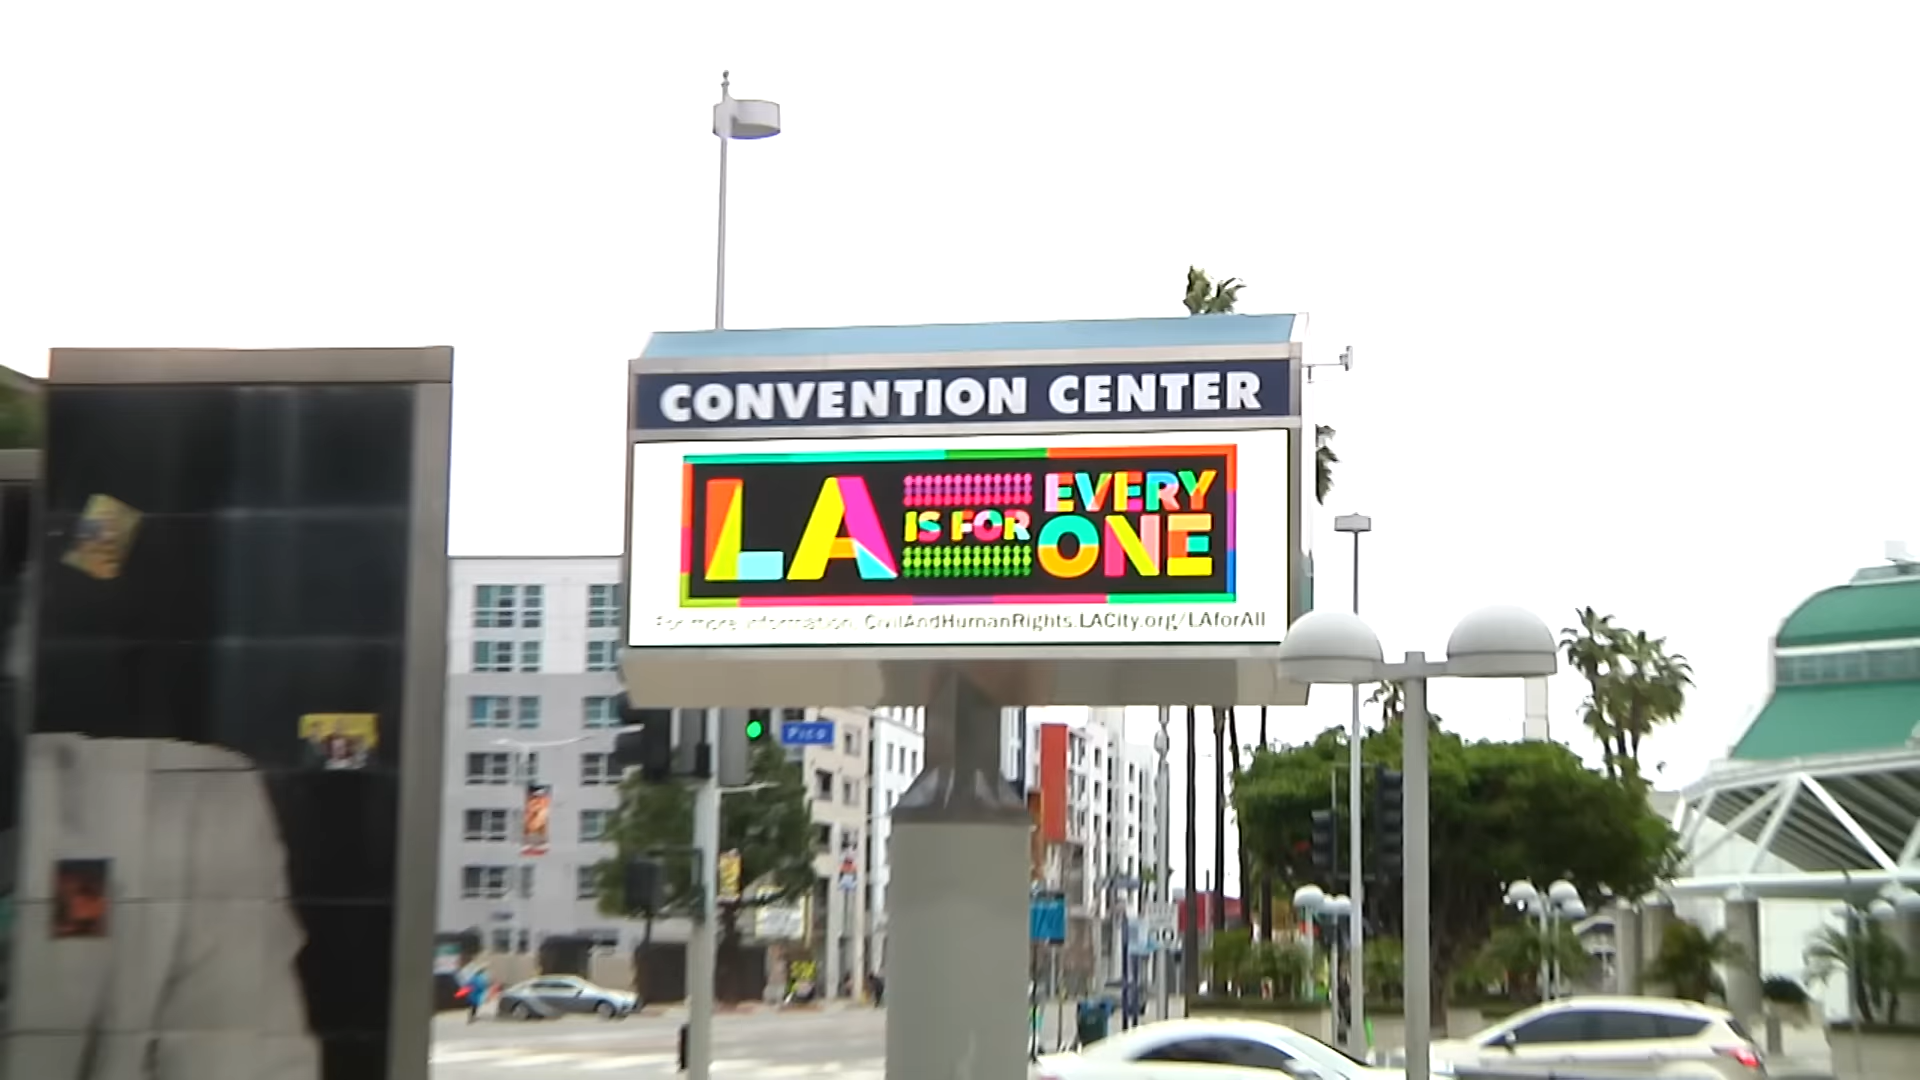 CONVENTION CENTER
LA IS FOR EVERY ONE
For more information: CivilAndHumanRights.LACity.org/LAforAll
Pico